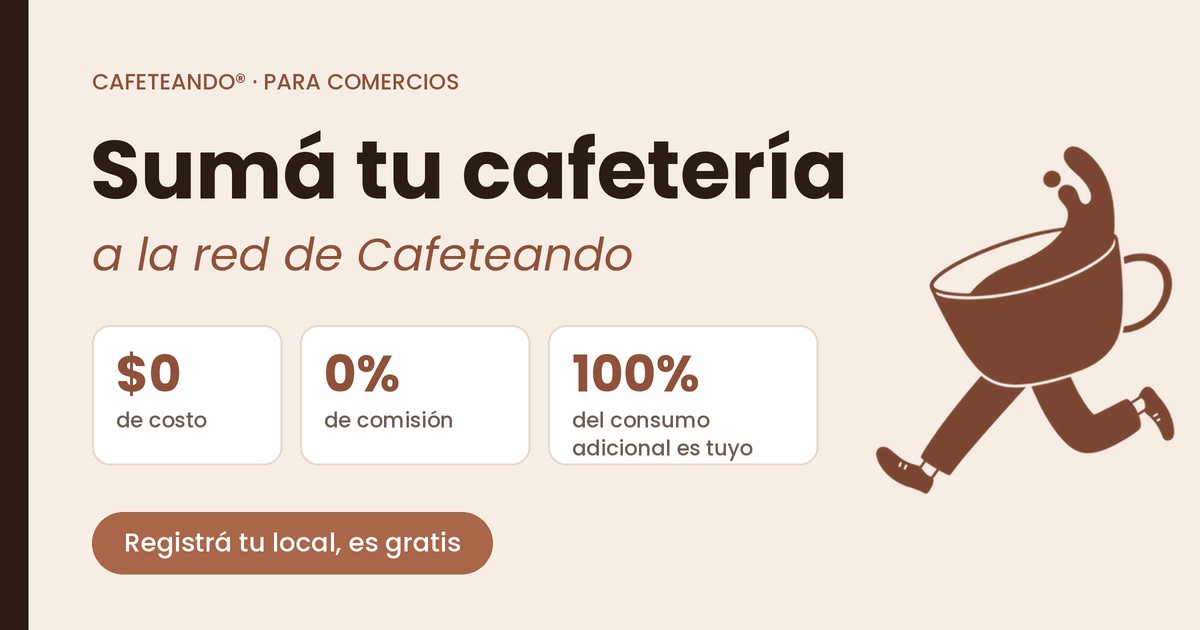 CAFETEANDO® · PARA COMERCIOS
Sumá tu cafetería
a la red de Cafeteando
$0
de costo
0%
de comisión
100%
del consumo
adicional es tuyo
Registrá tu local, es gratis